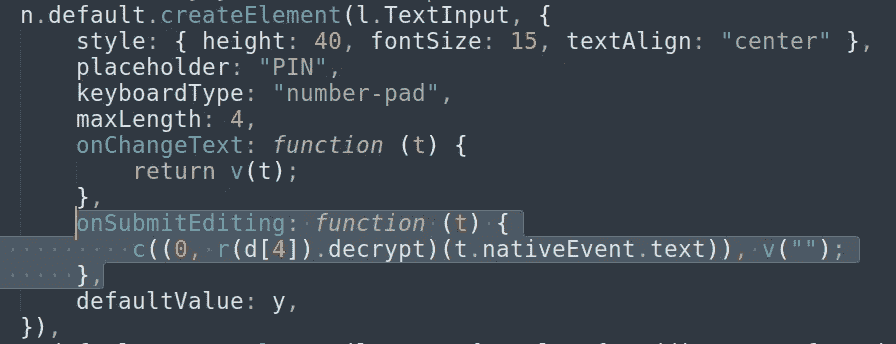 n.default.createElement(l.TextInput, {
style: { height: 40, fontSize: 15, textAlign: "center" },
placeholder: "PIN",
keyboardType: "number-pad",
maxLength: 4,
onChangeText: function (t) {
return v(t);
},
onSubmitEditing: function (t) {
c((0, r(d[4]).decrypt)(t.nativeEvent.text)), v("");
},
defaultValue: y,
}),